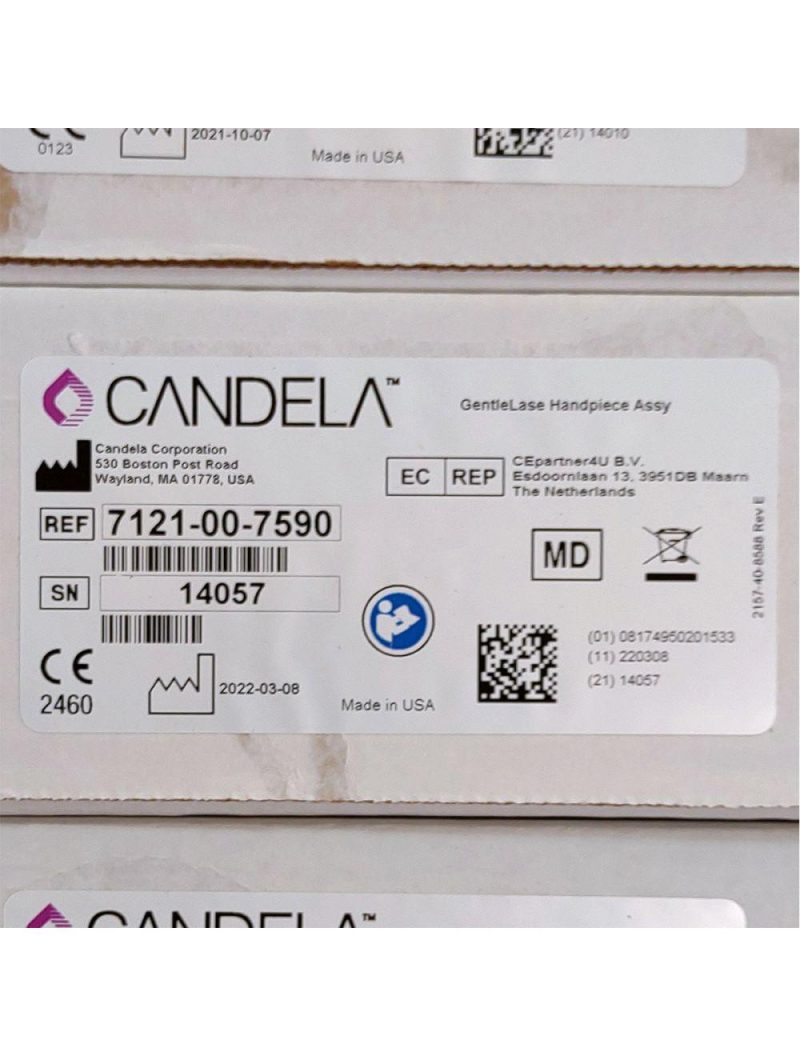 0123
2021-10-07
Made in USA
(21) 14010
CANDELA™
GentleLase Handpiece Assy
Candela Corporation
530 Boston Post Road
Wayland, MA 01778, USA
EC REP
CEpartner4U B.V.
Esdoornlaan 13, 3951DB Maarn
The Netherlands
REF 7121-00-7590
MD
SN 14057
2157-40-8588 Rev E
CE
2460
2022-03-08
Made in USA
(01) 08174950201533
(11) 220308
(21) 14057
CANDELA™